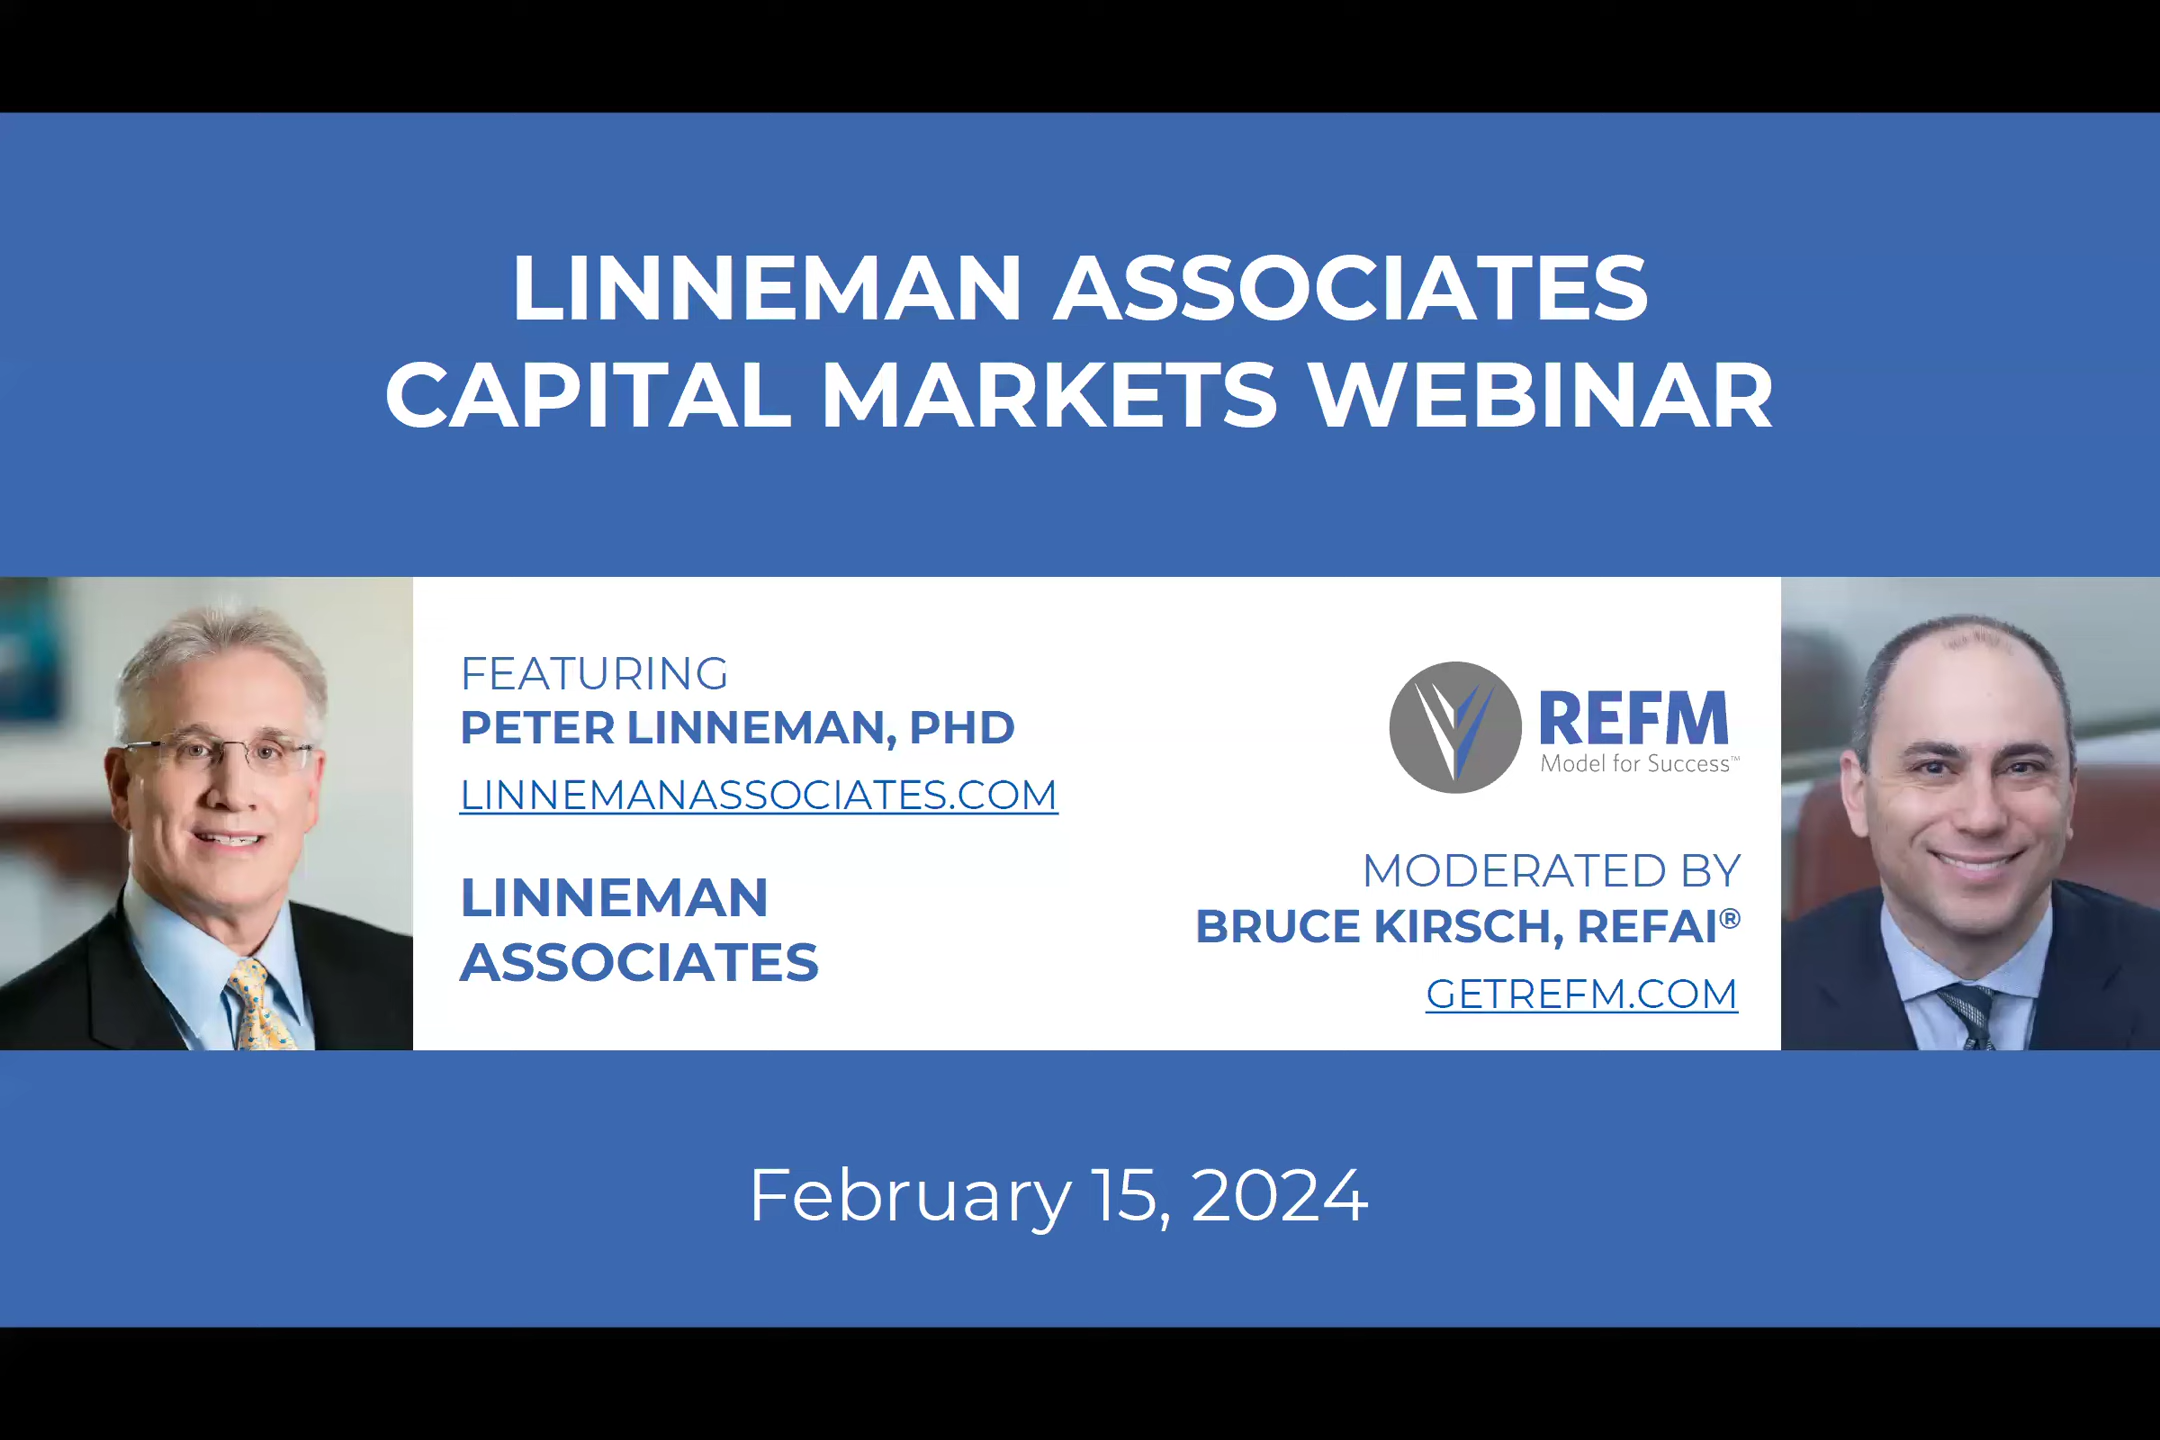 LINNEMAN ASSOCIATES
CAPITAL MARKETS WEBINAR
FEATURING
PETER LINNEMAN, PHD
LINNEMANASSOCIATES.COM
LINNEMAN
ASSOCIATES
REFM
Model for Success™
MODERATED BY
BRUCE KIRSCH, REFAI®
GETREFM.COM
February 15, 2024